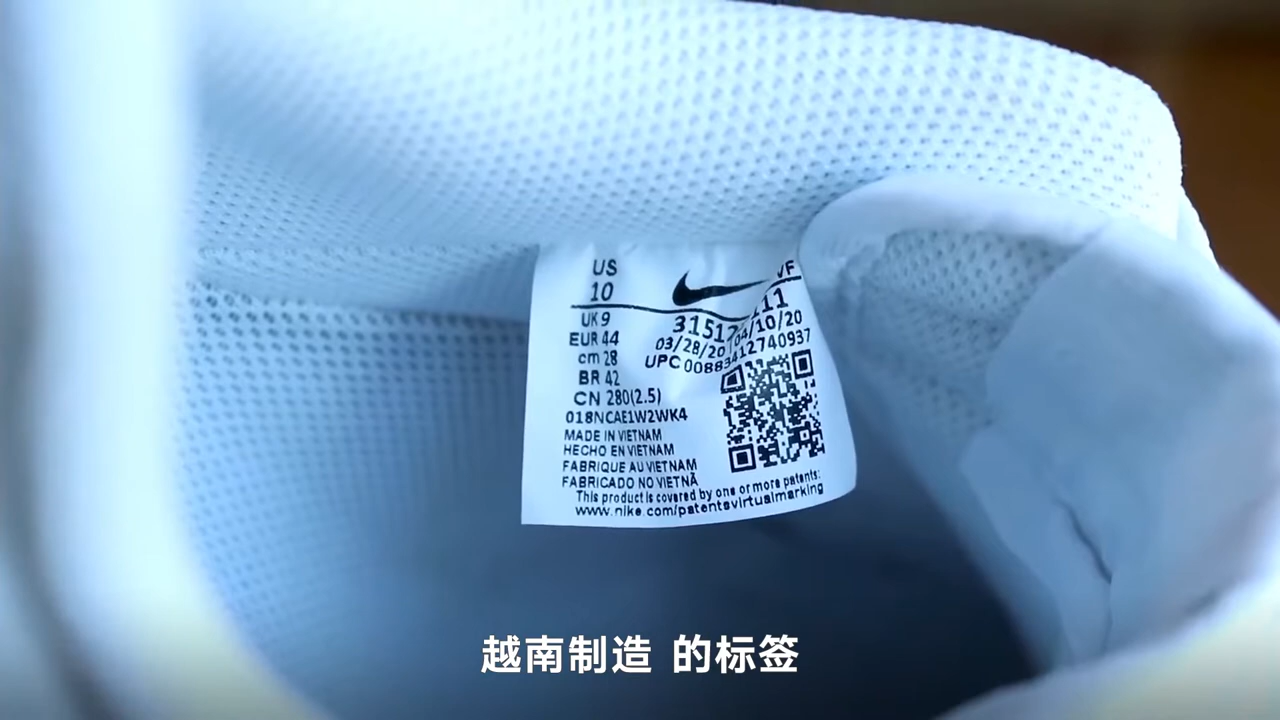 US
10
UK 9
EUR 44
cm 28
BR 42
CN 280(2.5)
018NCAE1W2WK4
MADE IN VIETNAM
HECHO EN VIETNAM
FABRIQUE AU VIETNAM
FABRICADO NO VIETNÃ
VF
03/28/20 04/10/20
This product is covered by one or more patents:
www.nike.com/patentsvirtualmarking
越南制造 的标签